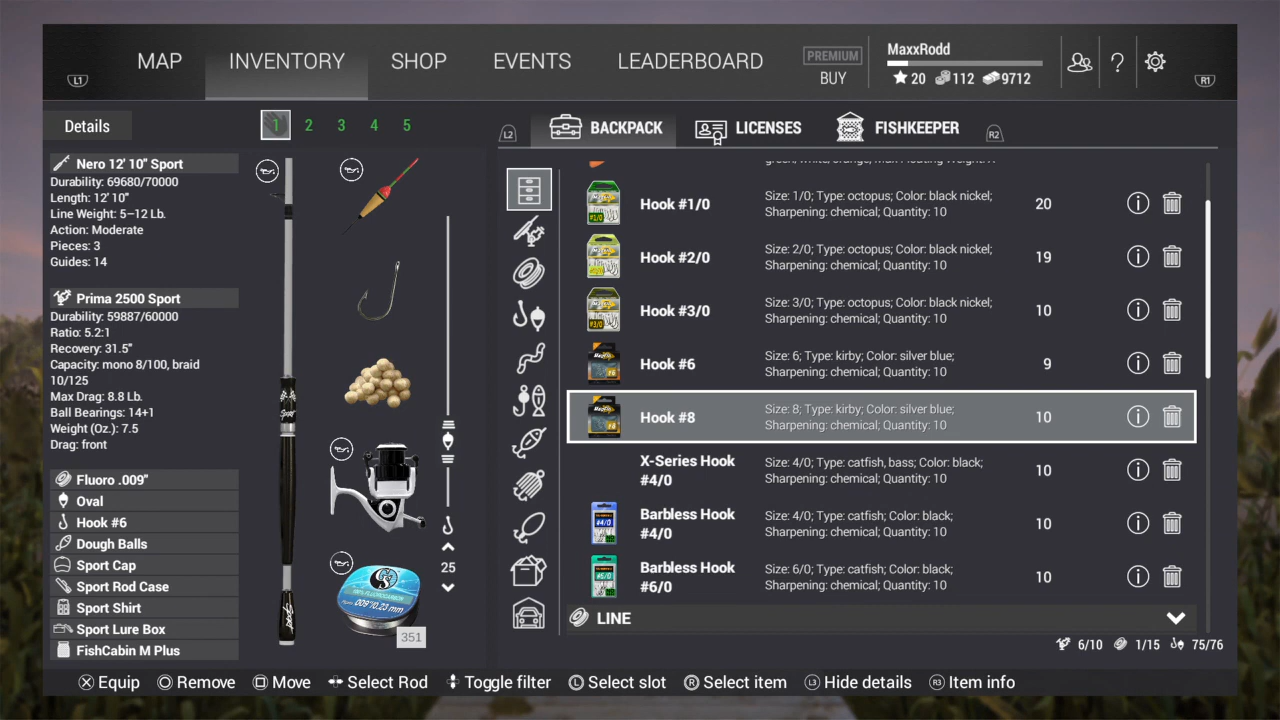 MAP
INVENTORY
SHOP
EVENTS
LEADERBOARD
PREMIUM
BUY
MaxxRodd
20 112 9712
L1
R1
?
Details
1 2 3 4 5
L2
BACKPACK
LICENSES
FISHKEEPER
R2
Nero 12' 10" Sport
Durability: 69680/70000
Length: 12' 10"
Line Weight: 5–12 Lb.
Action: Moderate
Pieces: 3
Guides: 14
Prima 2500 Sport
Durability: 59887/60000
Ratio: 5.2:1
Recovery: 31.5"
Capacity: mono 8/100, braid
10/125
Max Drag: 8.8 Lb.
Ball Bearings: 14+1
Weight (Oz.): 7.5
Drag: front
Fluoro .009"
Oval
Hook #6
Dough Balls
Sport Cap
Sport Rod Case
Sport Shirt
Sport Lure Box
FishCabin M Plus
Sport
25
.009"/0.23 mm
351
Hook #1/0
Size: 1/0; Type: octopus; Color: black nickel;
Sharpening: chemical; Quantity: 10
20
Hook #2/0
Size: 2/0; Type: octopus; Color: black nickel;
Sharpening: chemical; Quantity: 10
19
Hook #3/0
Size: 3/0; Type: octopus; Color: black nickel;
Sharpening: chemical; Quantity: 10
10
Hook #6
Size: 6; Type: kirby; Color: silver blue;
Sharpening: chemical; Quantity: 10
9
Hook #8
Size: 8; Type: kirby; Color: silver blue;
Sharpening: chemical; Quantity: 10
10
X-Series Hook
#4/0
Size: 4/0; Type: catfish, bass; Color: black;
Sharpening: chemical; Quantity: 10
10
Barbless Hook
#4/0
Size: 4/0; Type: catfish; Color: black;
Sharpening: chemical; Quantity: 10
10
Barbless Hook
#6/0
Size: 6/0; Type: catfish; Color: black;
Sharpening: chemical; Quantity: 10
10
LINE
6/10 1/15 75/76
Equip
Remove
Move
Select Rod
Toggle filter
L Select slot
R Select item
L3 Hide details
R3 Item info